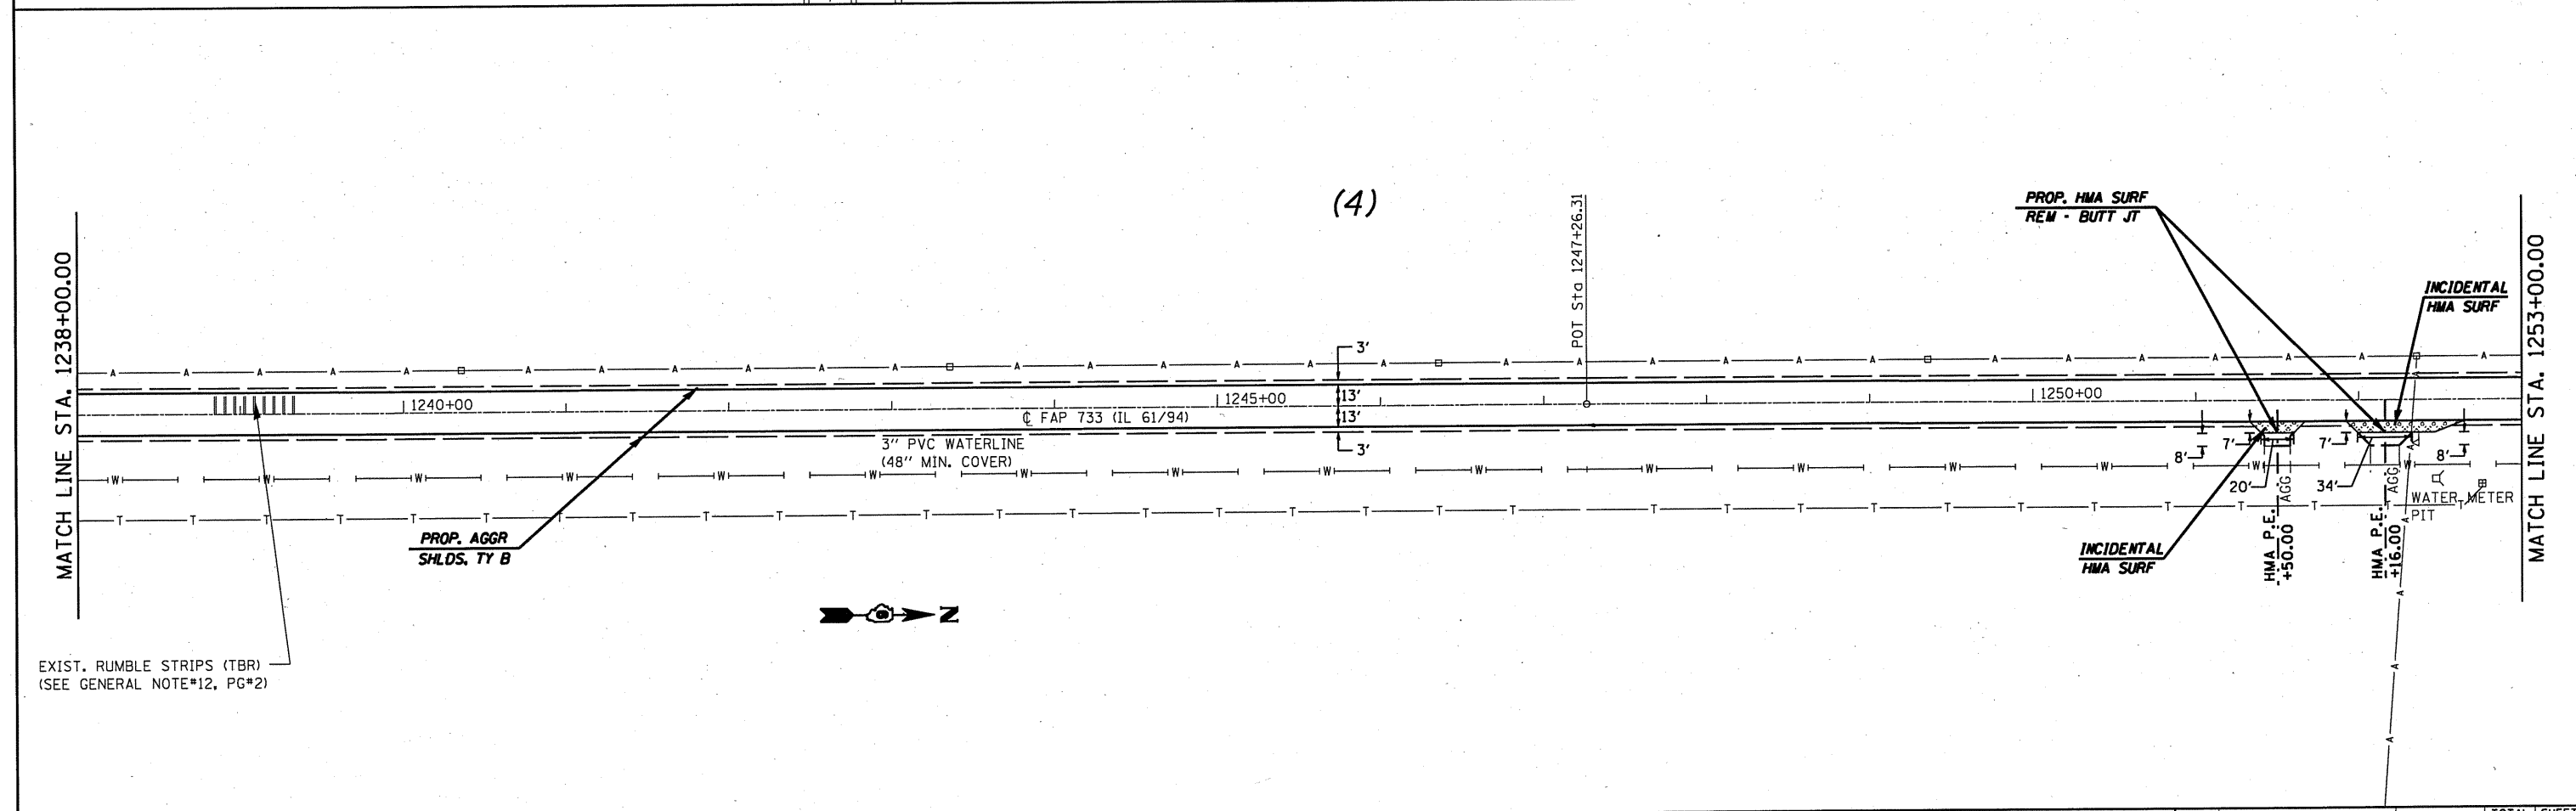 (4)
POT Sta 1247+26.31
PROP. HMA SURF
REM - BUTT JT
INCIDENTAL
HMA SURF
MATCH LINE STA. 1238+00.00
MATCH LINE STA. 1253+00.00
A A A A A A A A A A A A A A A A A A A A A A A A A A A A A
3'
13'
13'
3'
1240+00
1245+00
1250+00
℄ FAP 733 (IL 61/94)
3" PVC WATERLINE
(48" MIN. COVER)
W W W W W W W W W W W W W W W W
7'
8'
20'
7'
34'
8'
AGG
AGG
WATER METER
PIT
T T T T T T T T T T T T T T T T T T T T T T T T T T T T T T T
PROP. AGGR
SHLDS, TY B
INCIDENTAL
HMA SURF
HMA P.E.
+50.00
HMA P.E.
+16.00
A
A
A
A
N
EXIST. RUMBLE STRIPS (TBR)
(SEE GENERAL NOTE#12, PG#2)